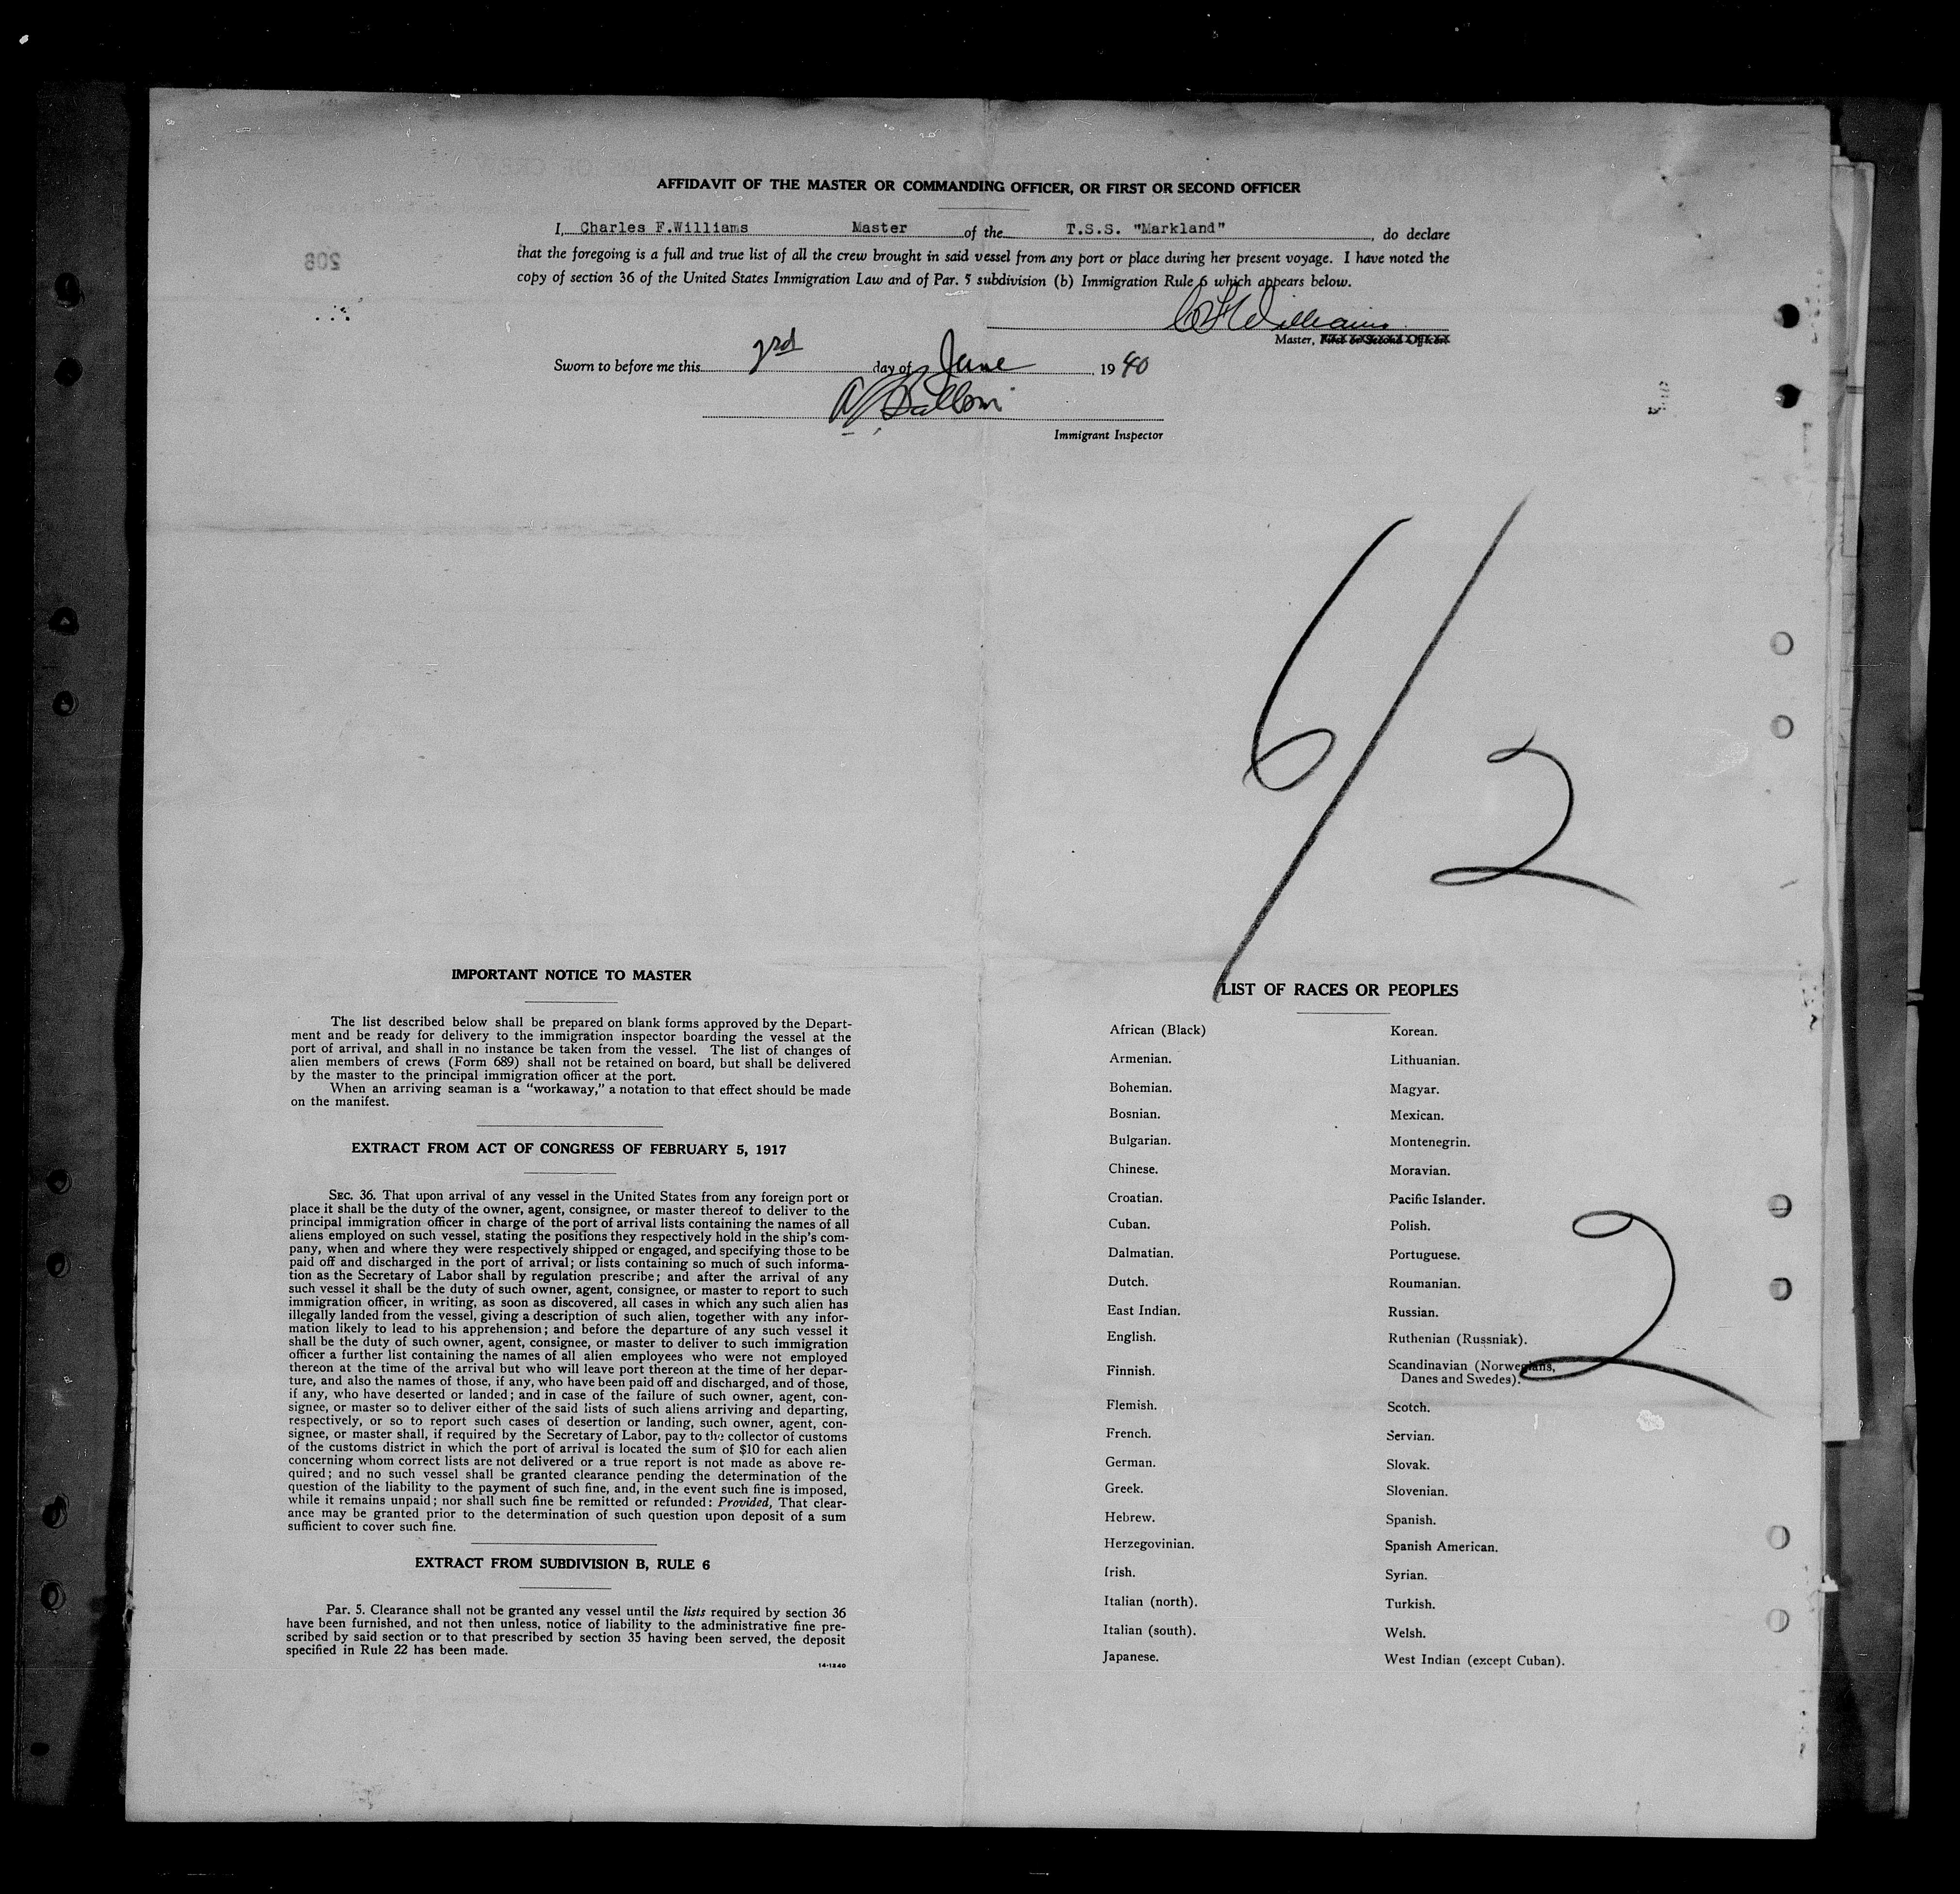 AFFIDAVIT OF THE MASTER OR COMMANDING OFFICER, OR FIRST OR SECOND OFFICER
I, Charles F.Williams Master of the T.S.S. "Markland", do declare
that the foregoing is a full and true list of all the crew brought in said vessel from any port or place during her present voyage. I have noted the
copy of section 36 of the United States Immigration Law and of Par. 5 subdivision (b) Immigration Rule 6 which appears below.
CF Williams
Master, First or Second Officer
Sworn to before me this 3rd day of June, 1940
Immigrant Inspector
208
6/2
2
IMPORTANT NOTICE TO MASTER
The list described below shall be prepared on blank forms approved by the Depart-
ment and be ready for delivery to the immigration inspector boarding the vessel at the
port of arrival, and shall in no instance be taken from the vessel. The list of changes of
alien members of crews (Form 689) shall not be retained on board, but shall be delivered
by the master to the principal immigration officer at the port.
When an arriving seaman is a "workaway," a notation to that effect should be made
on the manifest.
EXTRACT FROM ACT OF CONGRESS OF FEBRUARY 5, 1917
SEC. 36. That upon arrival of any vessel in the United States from any foreign port or
place it shall be the duty of the owner, agent, consignee, or master thereof to deliver to the
principal immigration officer in charge of the port of arrival lists containing the names of all
aliens employed on such vessel, stating the positions they respectively hold in the ship's com-
pany, when and where they were respectively shipped or engaged, and specifying those to be
paid off and discharged in the port of arrival; or lists containing so much of such informa-
tion as the Secretary of Labor shall by regulation prescribe; and after the arrival of any
such vessel it shall be the duty of such owner, agent, consignee, or master to report to such
immigration officer, in writing, as soon as discovered, all cases in which any such alien has
illegally landed from the vessel, giving a description of such alien, together with any infor-
mation likely to lead to his apprehension; and before the departure of any such vessel it
shall be the duty of such owner, agent, consignee, or master to deliver to such immigration
officer a further list containing the names of all alien employees who were not employed
thereon at the time of the arrival but who will leave port thereon at the time of her depar-
ture, and also the names of those, if any, who have been paid off and discharged, and of those,
if any, who have deserted or landed; and in case of the failure of such owner, agent, con-
signee, or master so to deliver either of the said lists of such aliens arriving and departing,
respectively, or so to report such cases of desertion or landing, such owner, agent, con-
signee, or master shall, if required by the Secretary of Labor, pay to the collector of customs
of the customs district in which the port of arrival is located the sum of $10 for each alien
concerning whom correct lists are not delivered or a true report is not made as above re-
quired; and no such vessel shall be granted clearance pending the determination of the
question of the liability to the payment of such fine, and, in the event such fine is imposed,
while it remains unpaid; nor shall such fine be remitted or refunded: Provided, That clear-
ance may be granted prior to the determination of such question upon deposit of a sum
sufficient to cover such fine.
EXTRACT FROM SUBDIVISION B, RULE 6
Par. 5. Clearance shall not be granted any vessel until the lists required by section 36
have been furnished, and not then unless, notice of liability to the administrative fine pre-
scribed by said section or to that prescribed by section 35 having been served, the deposit
specified in Rule 22 has been made.
14-1240
LIST OF RACES OR PEOPLES
African (Black)
Armenian.
Bohemian.
Bosnian.
Bulgarian.
Chinese.
Croatian.
Cuban.
Dalmatian.
Dutch.
East Indian.
English.
Finnish.
Flemish.
French.
German.
Greek.
Hebrew.
Herzegovinian.
Irish.
Italian (north).
Italian (south).
Japanese.
Korean.
Lithuanian.
Magyar.
Mexican.
Montenegrin.
Moravian.
Pacific Islander.
Polish.
Portuguese.
Roumanian.
Russian.
Ruthenian (Russniak).
Scandinavian (Norwegians,
Danes and Swedes).
Scotch.
Servian.
Slovak.
Slovenian.
Spanish.
Spanish American.
Syrian.
Turkish.
Welsh.
West Indian (except Cuban).